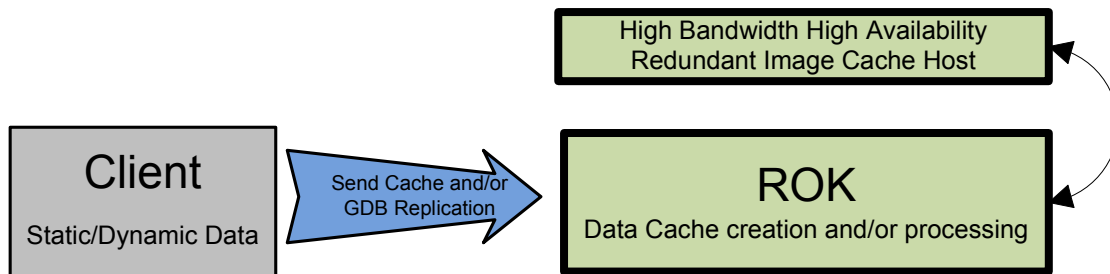 High Bandwidth High Availability
Redundant Image Cache Host
Client
Static/Dynamic Data
Send Cache and/or
GDB Replication
ROK
Data Cache creation and/or processing